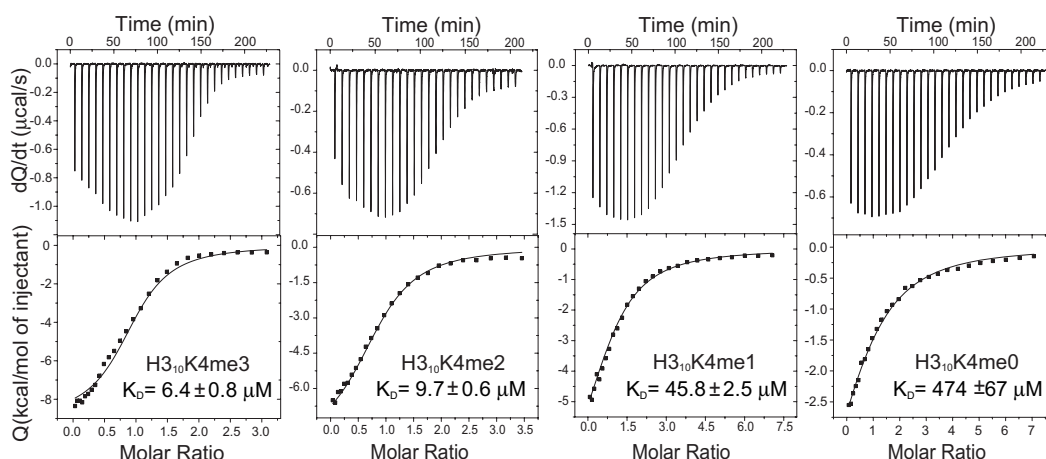 Time (min)
0 50 100 150 200
0.0
-0.2
-0.4
-0.6
-0.8
-1.0
dQ/dt (μcal/s)
0
-2
-4
-6
-8
Q(kcal/mol of injectant)
H3₁₀K4me3
K_D= 6.4±0.8 μM
0.0 0.5 1.0 1.5 2.0 2.5 3.0
Molar Ratio
Time (min)
0 50 100 150 200
0.0
-0.2
-0.4
-0.6
0.0
-1.5
-3.0
-4.5
-6.0
H3₁₀K4me2
K_D= 9.7±0.6 μM
0.0 0.5 1.0 1.5 2.0 2.5 3.0 3.5
Molar Ratio
Time (min)
0 50 100 150 200
0.0
-0.3
-0.6
-0.9
-1.2
-1.5
0
-1
-2
-3
-4
-5
H3₁₀K4me1
K_D= 45.8±2.5 μM
0.0 1.5 3.0 4.5 6.0 7.5
Molar Ratio
Time (min)
0 50 100 150 200
0.0
-0.2
-0.4
-0.6
0.0
-0.5
-1.0
-1.5
-2.0
-2.5
H3₁₀K4me0
K_D= 474 ±67 μM
0 1 2 3 4 5 6 7
Molar Ratio